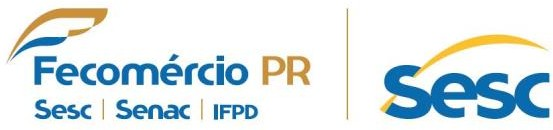 Fecomércio PR
Sesc | Senac | IFPD
Sesc